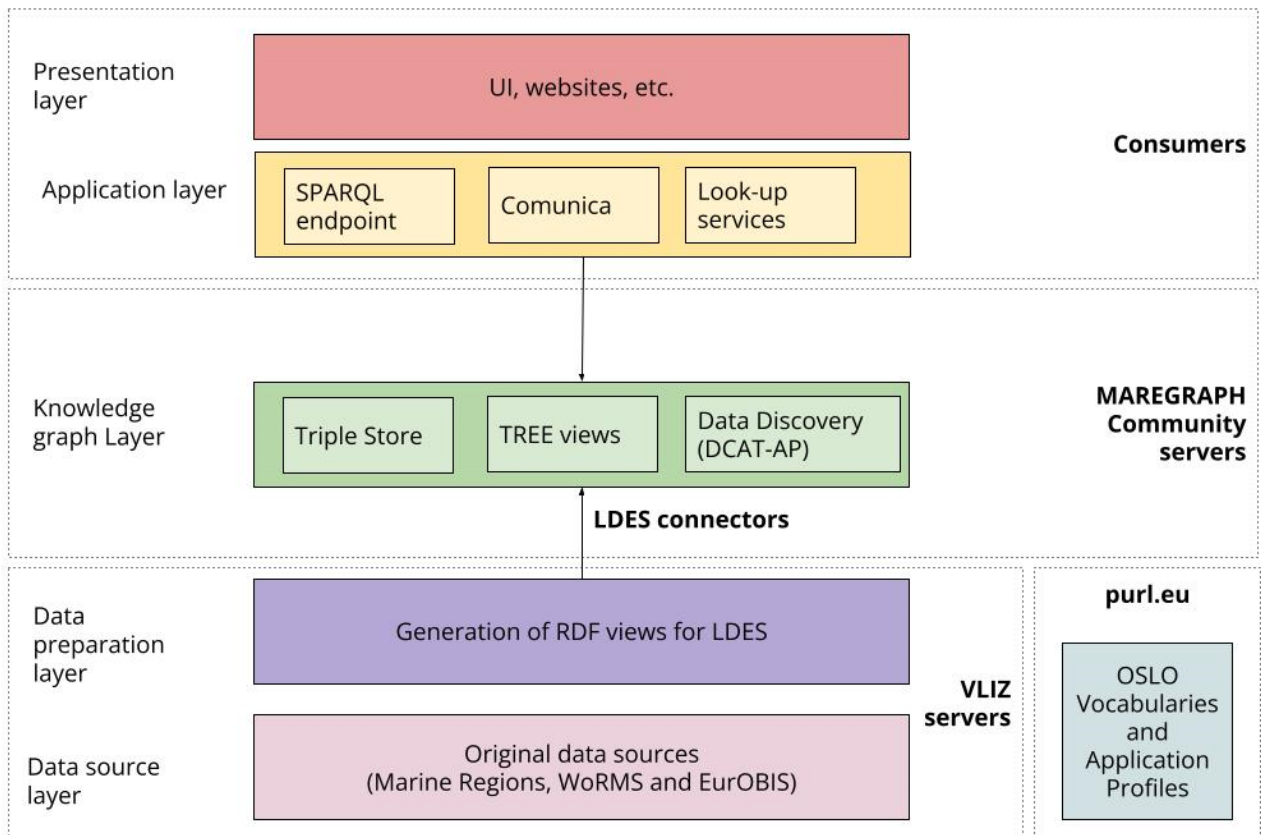 Presentation
layer
UI, websites, etc.
Consumers
Application layer
SPARQL
endpoint
Comunica
Look-up
services
Knowledge
graph Layer
Triple Store
TREE views
Data Discovery
(DCAT-AP)
MAREGRAPH
Community
servers
LDES connectors
Data
preparation
layer
Generation of RDF views for LDES
VLIZ
servers
Data source
layer
Original data sources
(Marine Regions, WoRMS and EurOBIS)
purl.eu
OSLO
Vocabularies
and
Application
Profiles